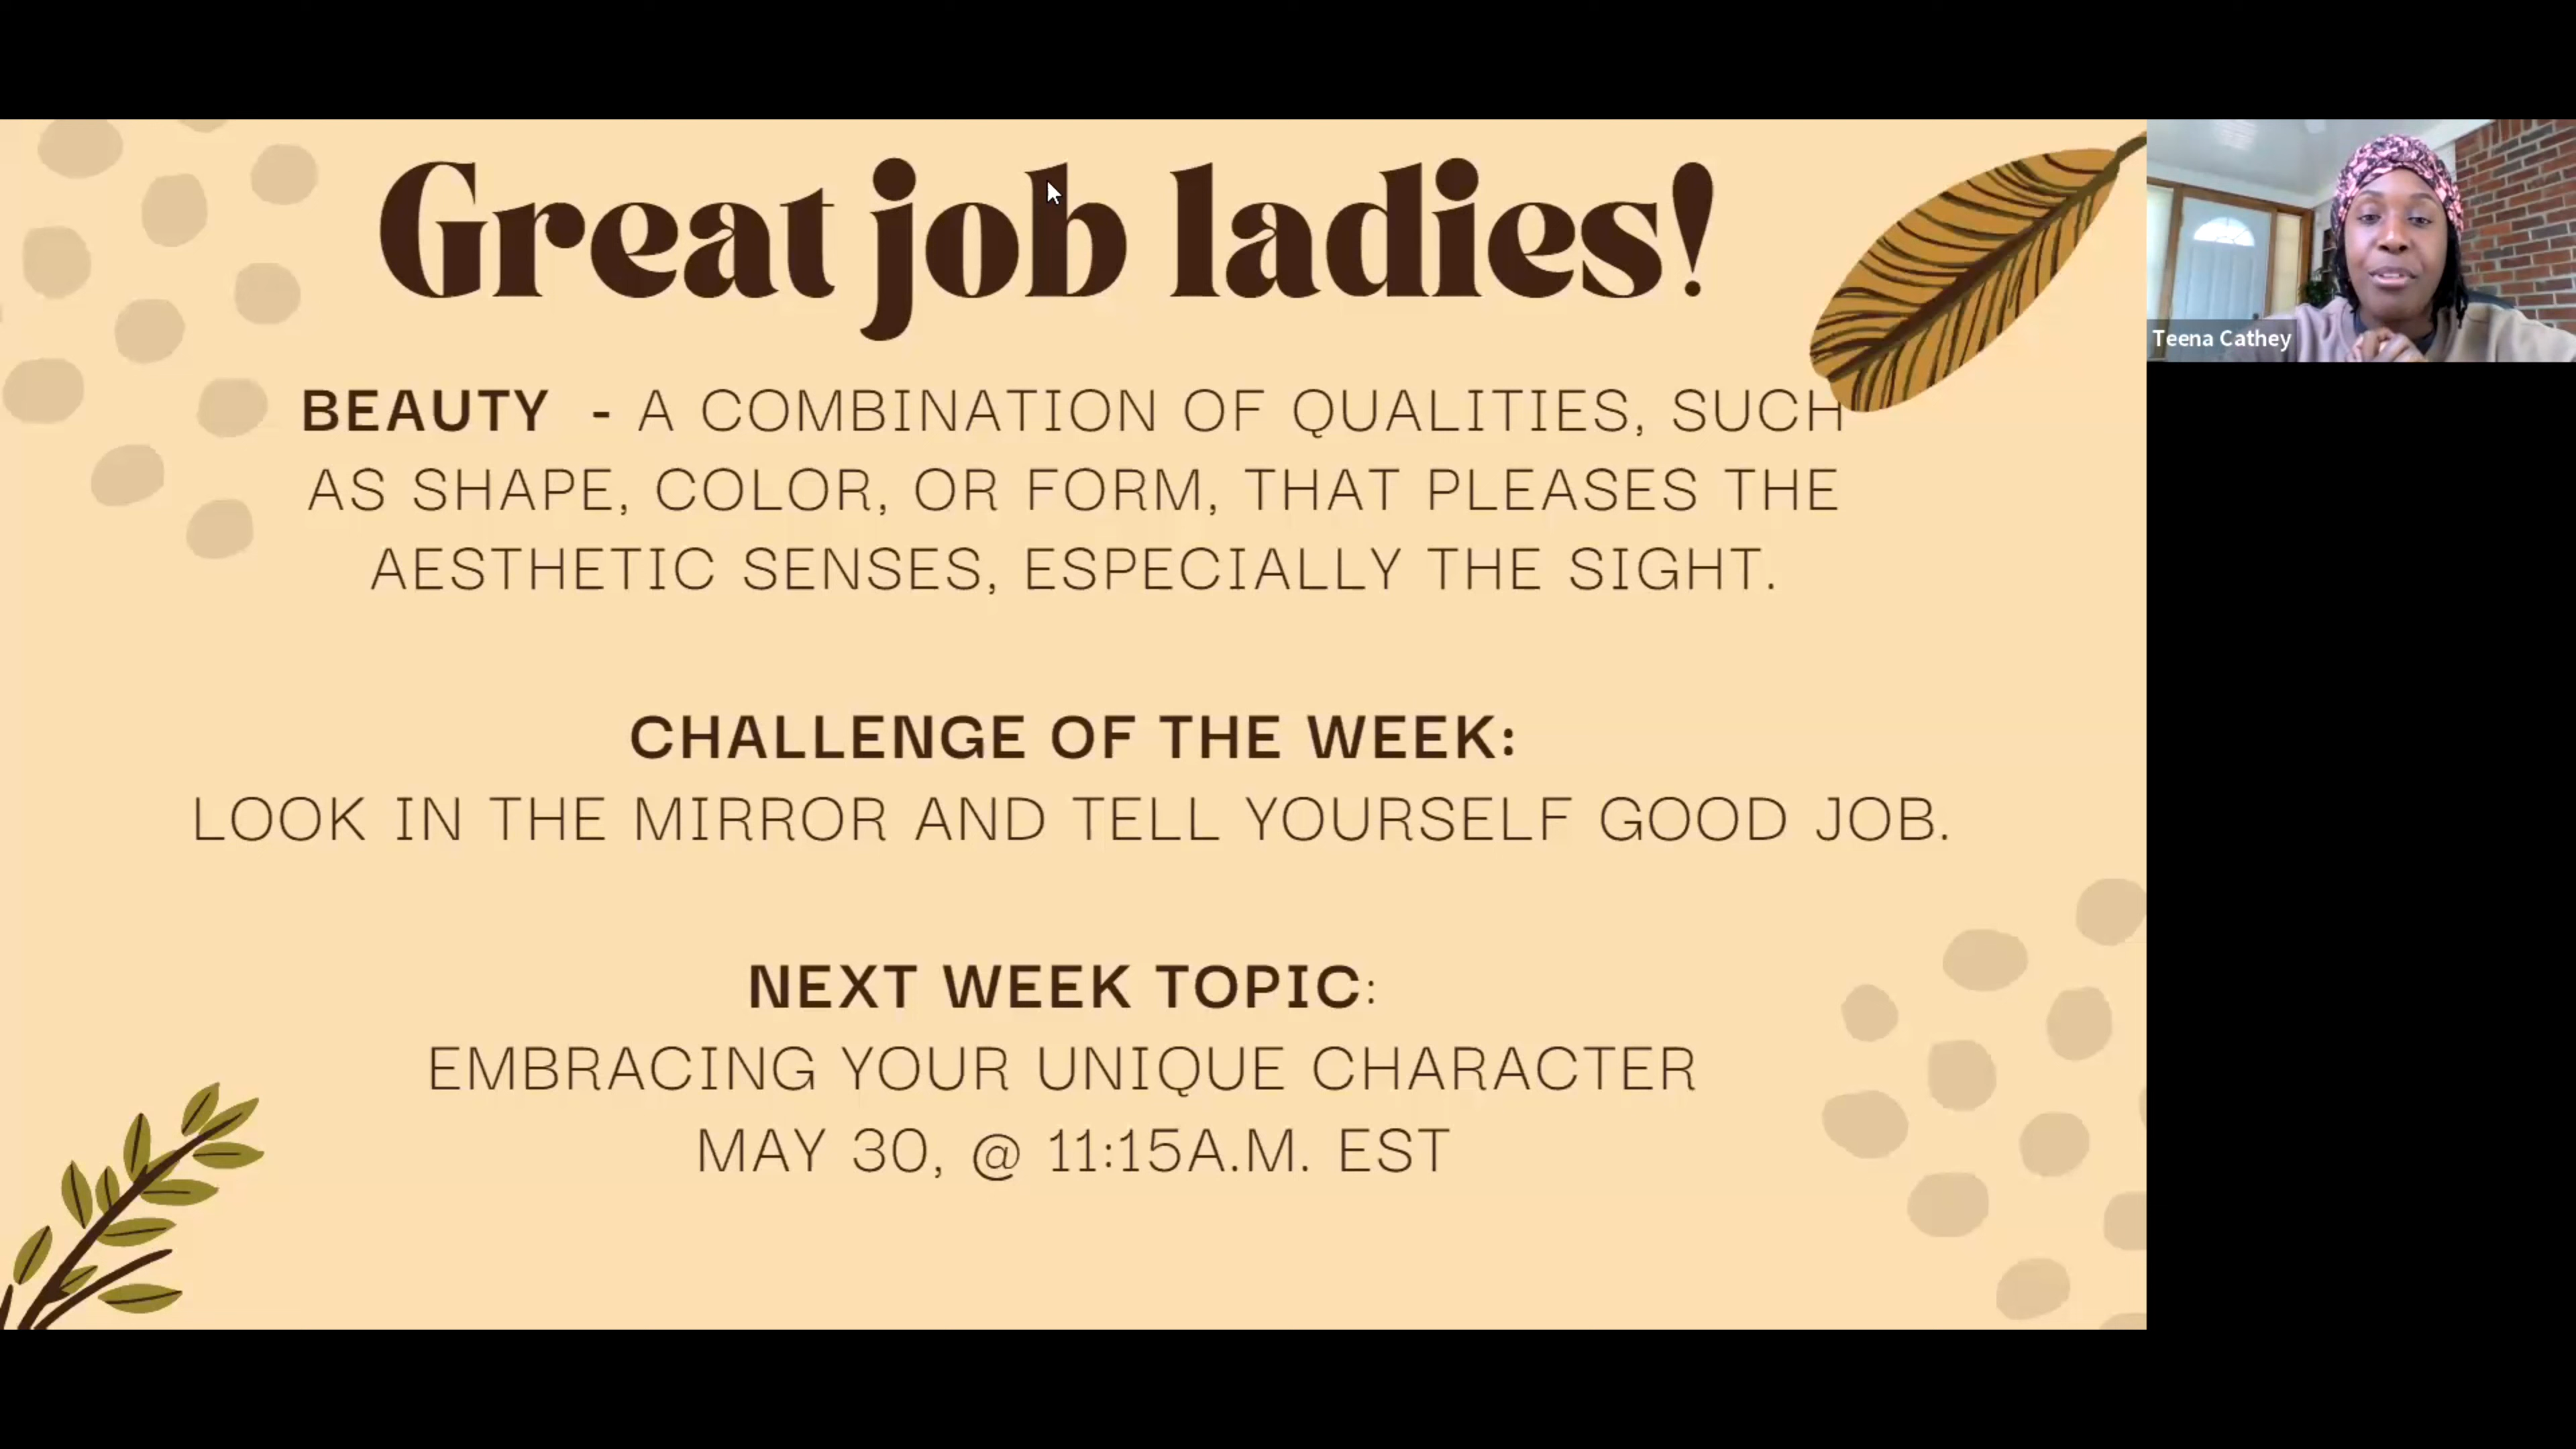 Great job ladies!
BEAUTY - A COMBINATION OF QUALITIES, SUCH
AS SHAPE, COLOR, OR FORM, THAT PLEASES THE
AESTHETIC SENSES, ESPECIALLY THE SIGHT.
CHALLENGE OF THE WEEK:
LOOK IN THE MIRROR AND TELL YOURSELF GOOD JOB.
NEXT WEEK TOPIC:
EMBRACING YOUR UNIQUE CHARACTER
MAY 30, @ 11:15A.M. EST
Teena Cathey